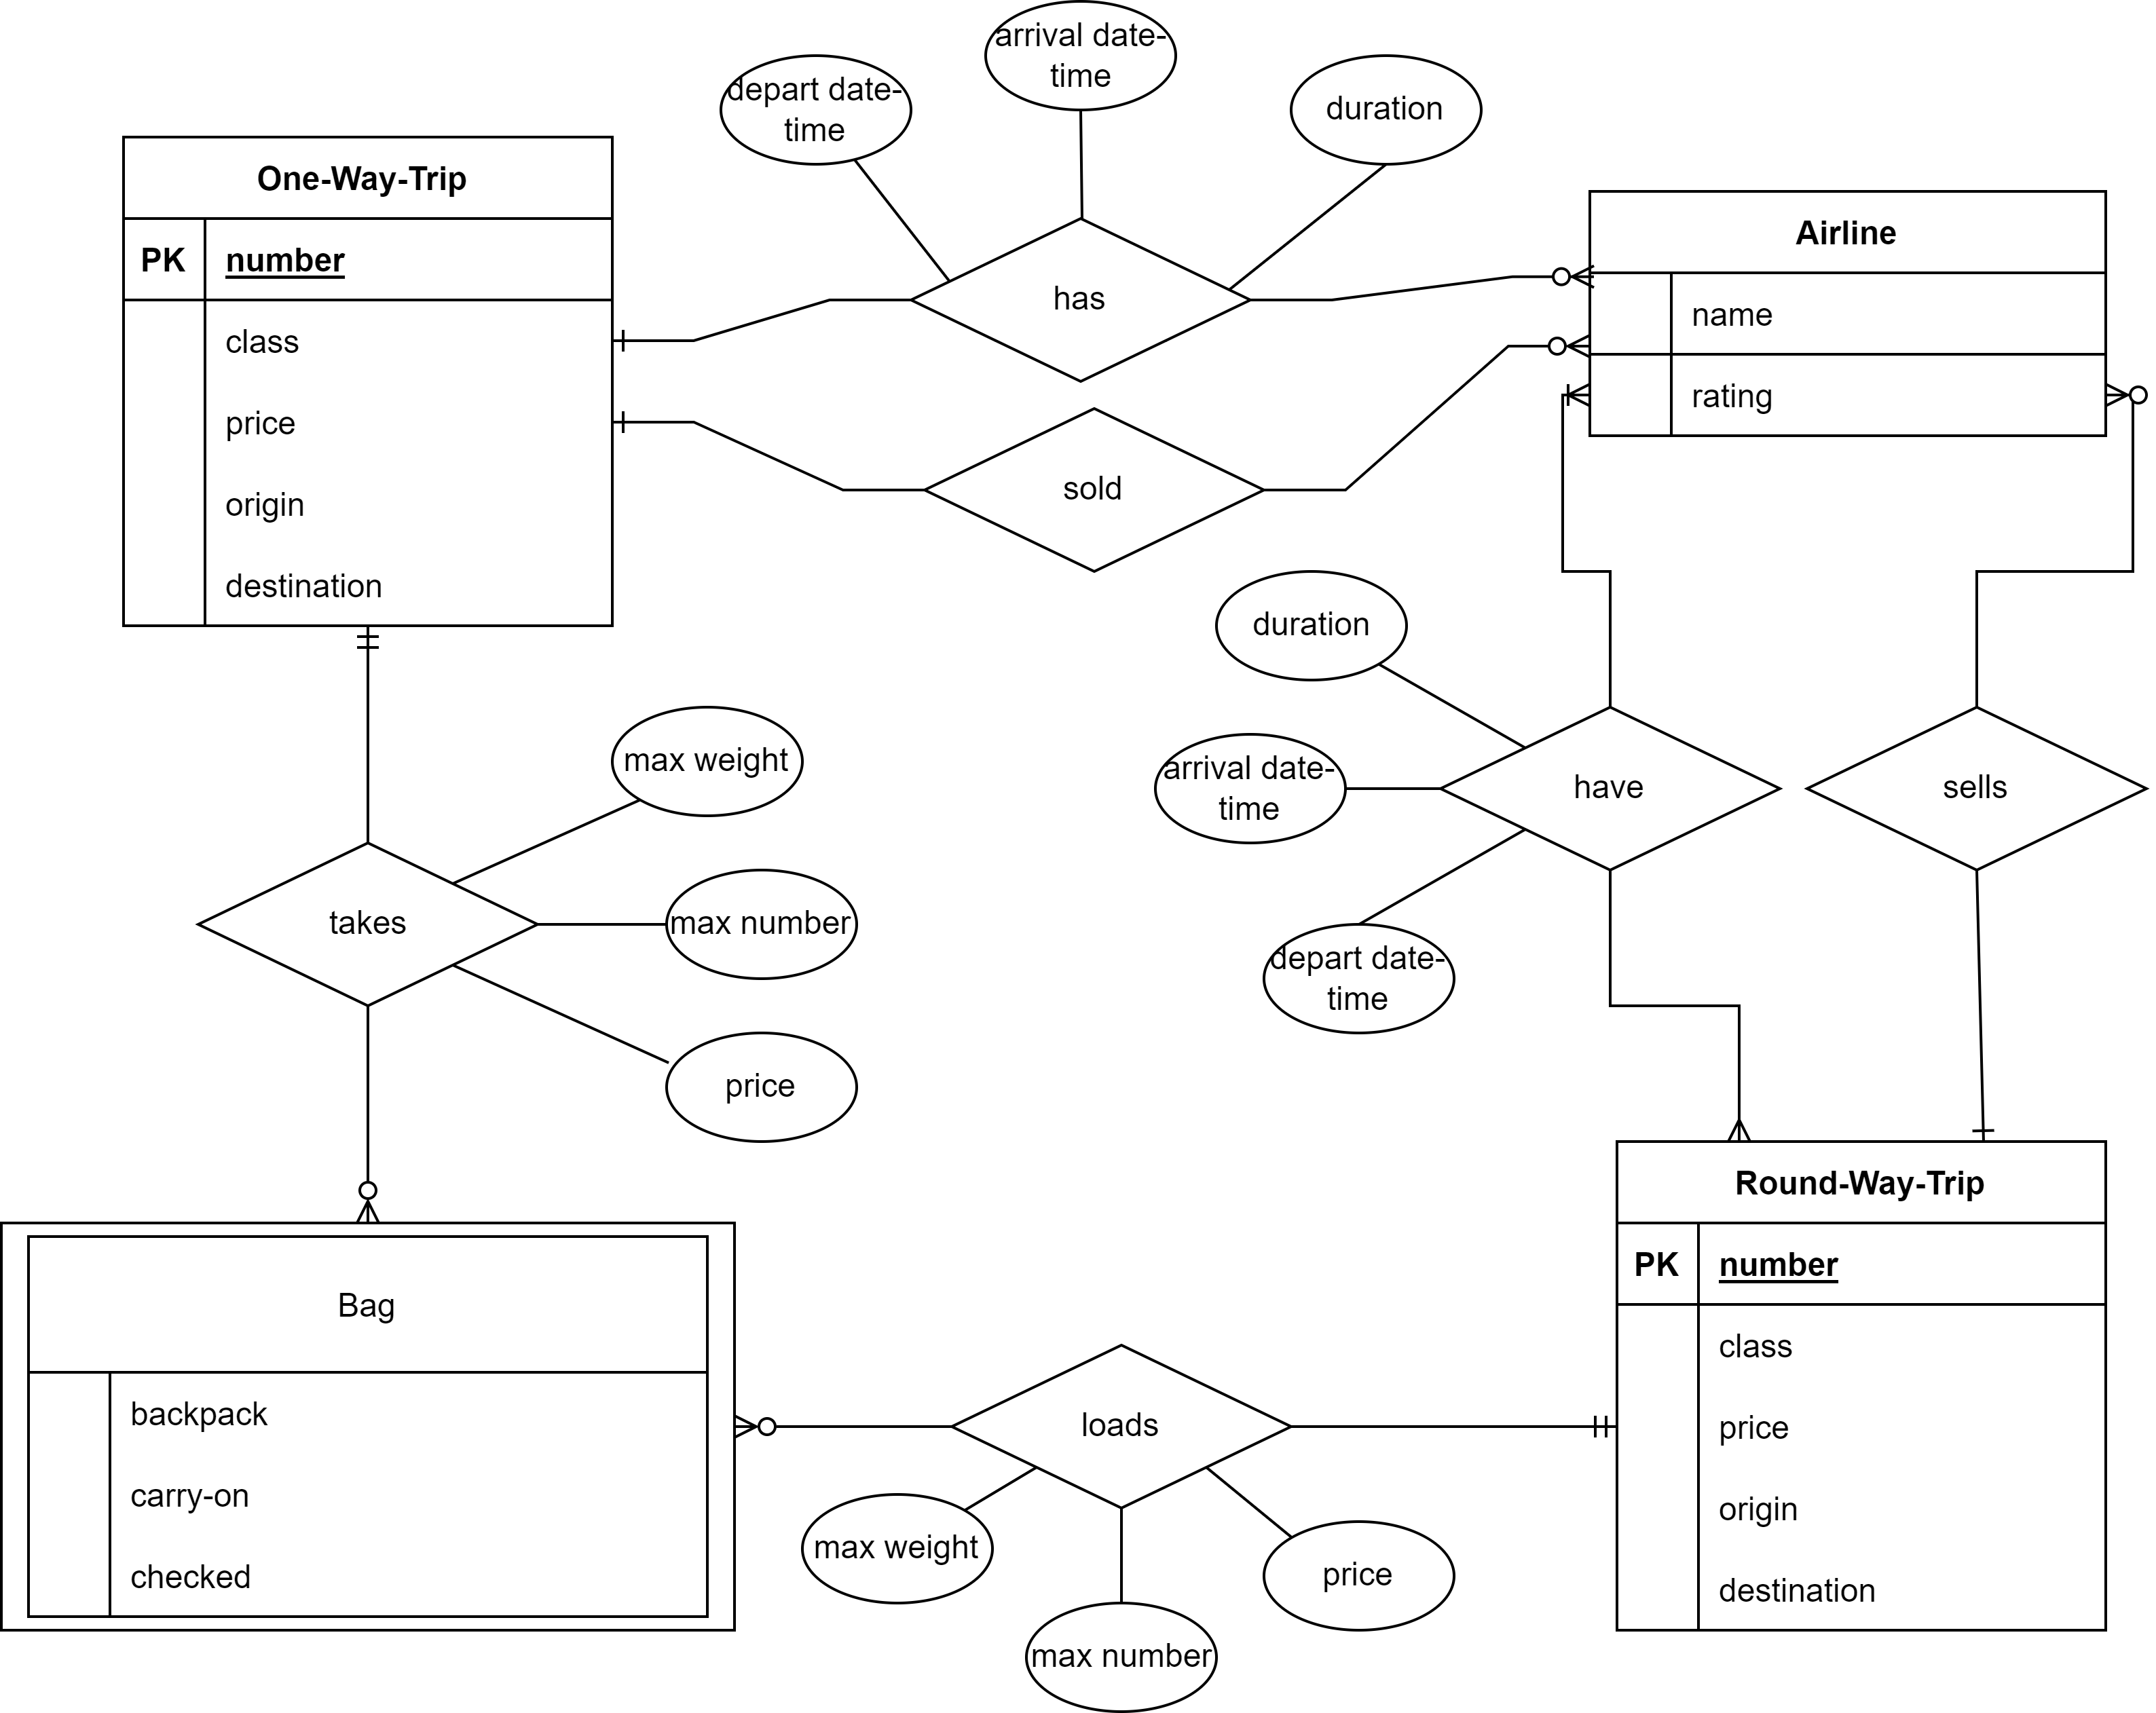 arrival date-
time
depart date-
time
duration
One-Way-Trip
PK number
class
price
origin
destination
has
sold
Airline
name
rating
duration
arrival date-
time
depart date-
time
have
sells
max weight
max number
price
takes
Bag
backpack
carry-on
checked
loads
max weight
max number
price
Round-Way-Trip
PK number
class
price
origin
destination